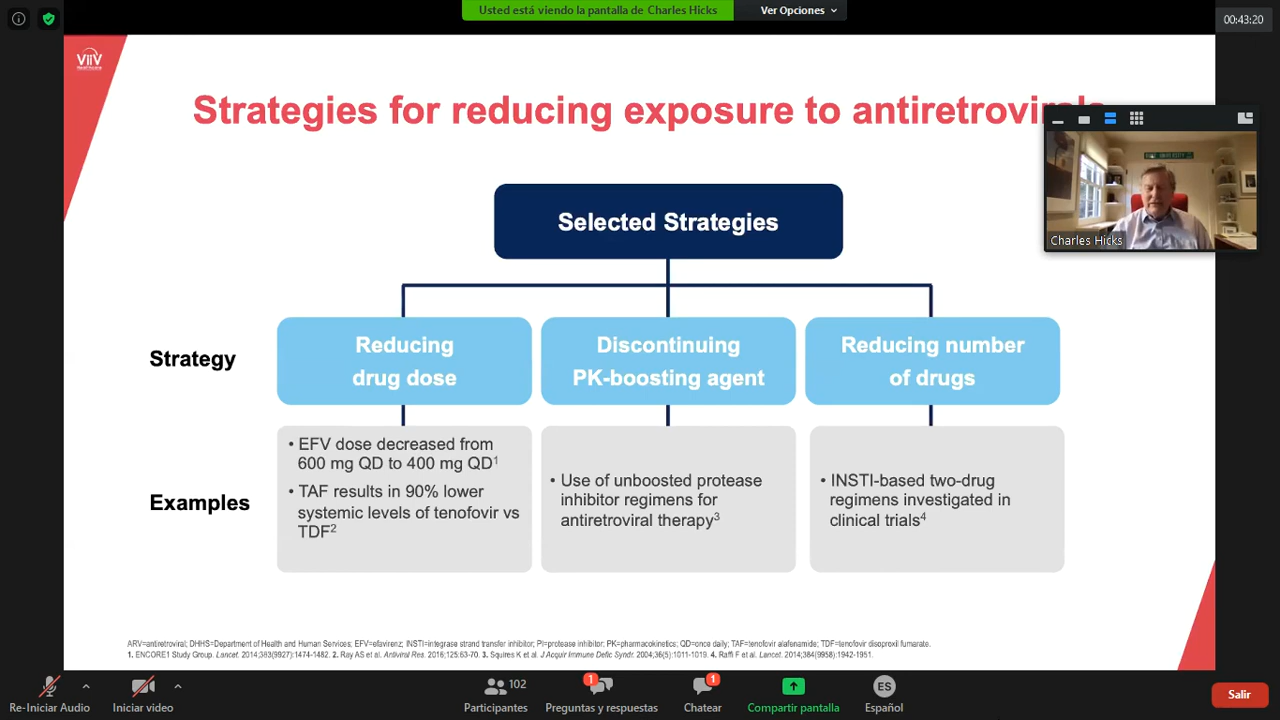 Usted está viendo la pantalla de Charles Hicks
Ver Opciones
00:43:20
ViiV
Healthcare
Strategies for reducing exposure to
Charles Hicks
Selected Strategies
Strategy
Reducing
drug dose
Discontinuing
PK-boosting agent
Reducing number
of drugs
Examples
• EFV dose decreased from
600 mg QD to 400 mg QD1
• TAF results in 90% lower
systemic levels of tenofovir vs
TDF2
• Use of unboosted protease
inhibitor regimens for
antiretroviral therapy3
• INSTI-based two-drug
regimens investigated in
clinical trials4
ARV=antiretroviral; DHHS=Department of Health and Human Services; EFV=efavirenz; INSTI=integrase strand transfer inhibitor; PI=protease inhibitor; PK=pharmacokinetics; QD=once daily; TAF=tenofovir alafenamide; TDF=tenofovir disoproxil fumarate.
1. ENCORE1 Study Group. Lancet. 2014;383(9927):1474-1482. 2. Ray AS et al. Antiviral Res. 2016;125:63-70. 3. Squires K et al. J Acquir Immune Defic Syndr. 2004;36(5):1011-1019. 4. Raffi F et al. Lancet. 2014;384(9958):1942-1951.
Re-Iniciar Audio
Iniciar video
102
Participantes
1
Preguntas y respuestas
1
Chatear
Compartir pantalla
ES
Español
Salir